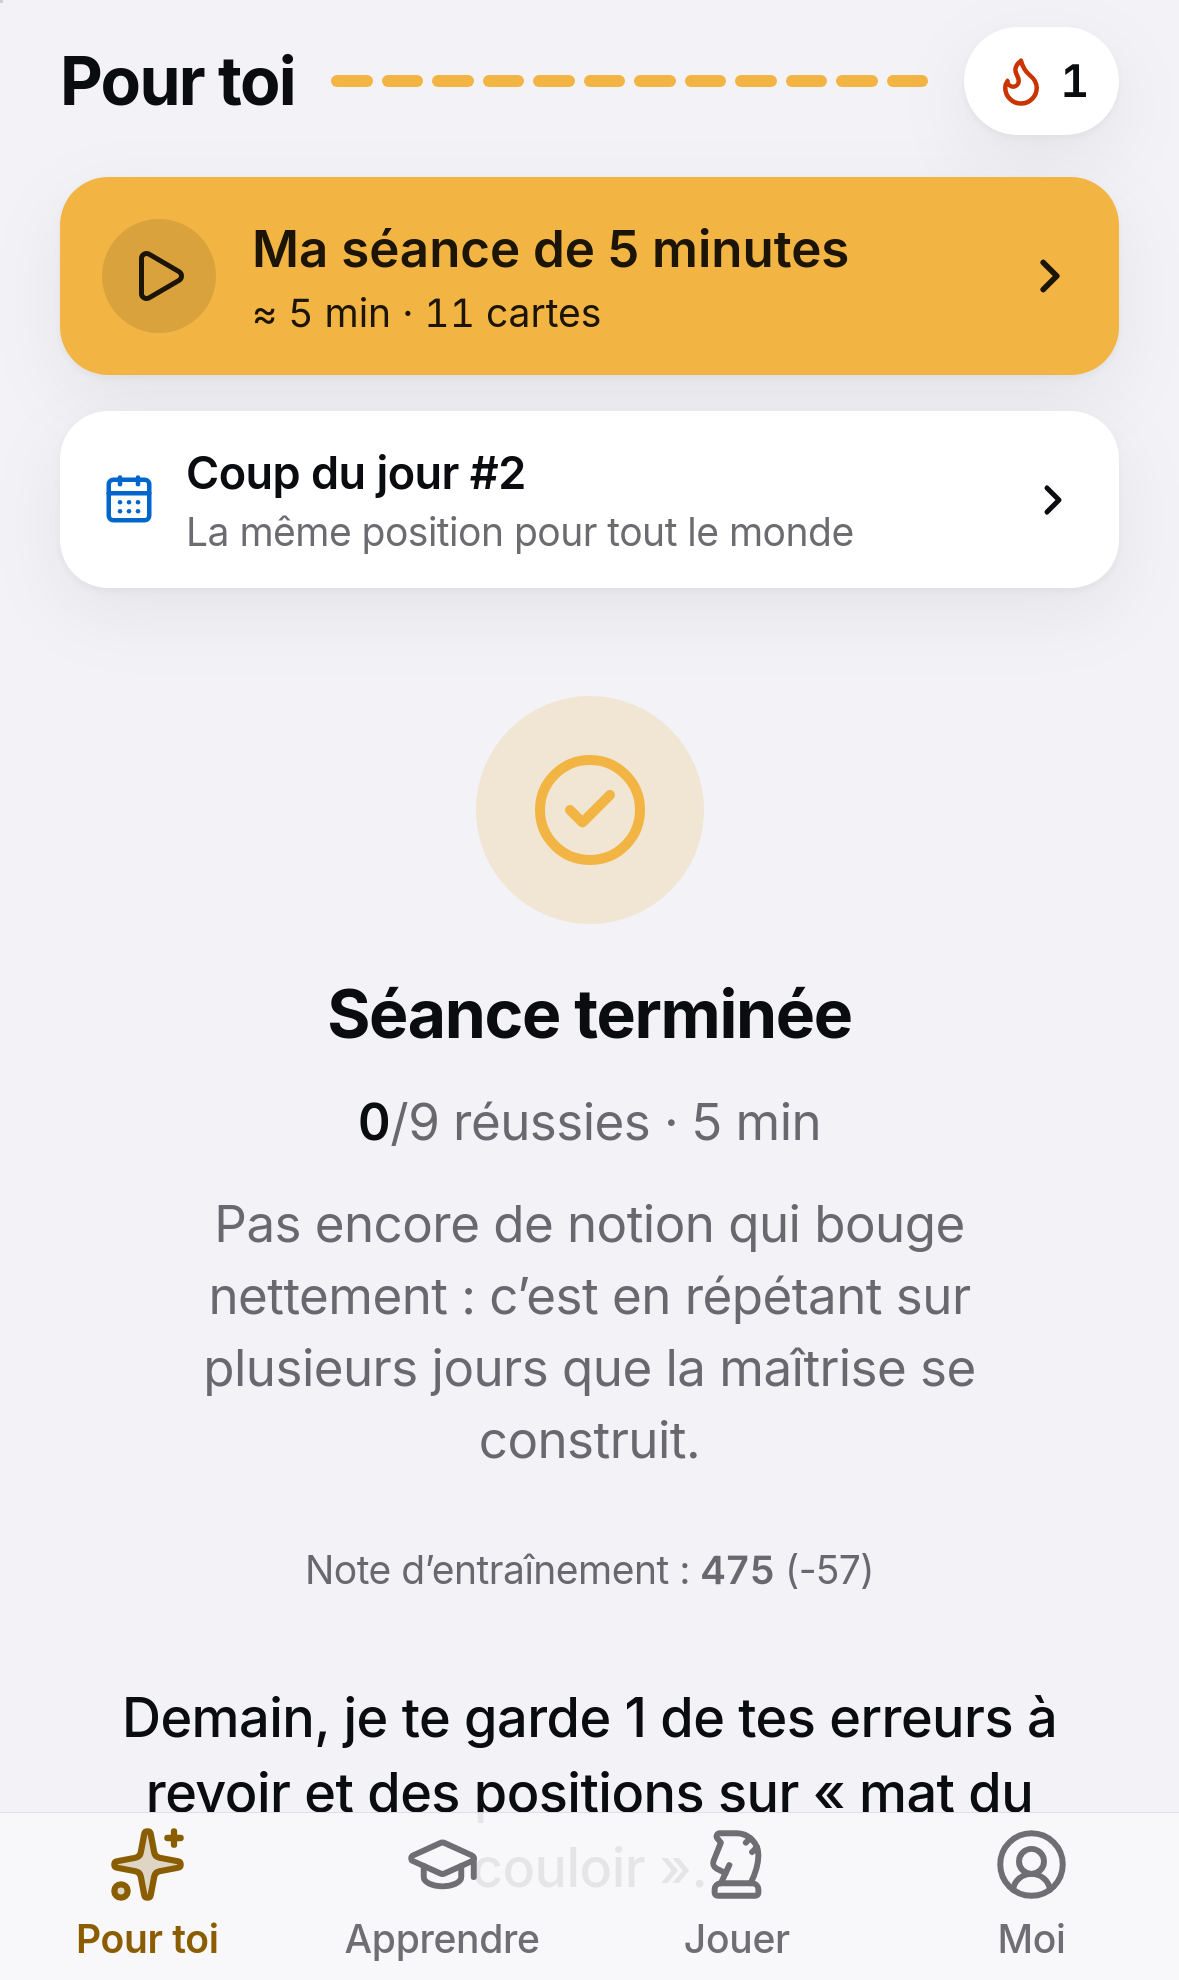 Pour toi
1
Ma séance de 5 minutes
≈ 5 min · 11 cartes
Coup du jour #2
La même position pour tout le monde
Séance terminée
0/9 réussies · 5 min
Pas encore de notion qui bouge
nettement : c’est en répétant sur
plusieurs jours que la maîtrise se
construit.
Note d’entraînement : 475 (-57)
Demain, je te garde 1 de tes erreurs à
revoir et des positions sur « mat du
couloir ».
Pour toi
Apprendre
Jouer
Moi